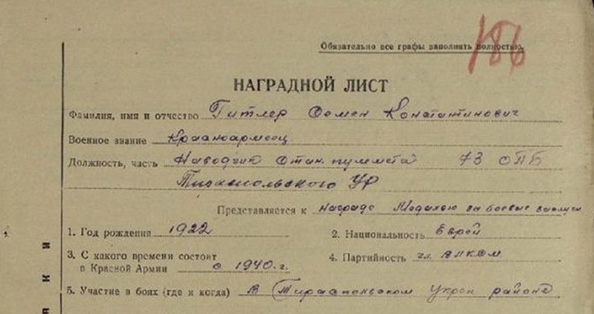 186
Обязательно все графы заполнять полностью.
НАГРАДНОЙ ЛИСТ
Фамилия, имя и отчество Гитлер Семен Константинович
Военное звание Красноармеец
Должность, часть Наводчик стан. пулемета 73 ОПБ
Тираспольского УР
Представляется к награде Медалью за боевые заслуги
1. Год рождения 1922 2. Национальность Еврей
3. С какого времени состоит
в Красной Армии с 1940 г. 4. Партийность чл. ВЛКСМ
5. Участие в боях (где и когда) В Тираспольском Укреп районе